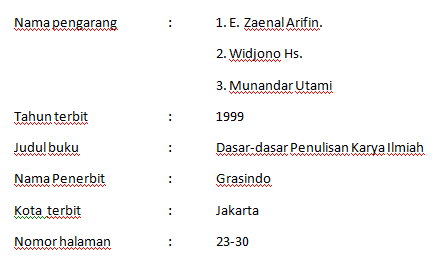 Nama pengarang : 1. E. Zaenal Arifin.
2. Widjono Hs.
3. Munandar Utami
Tahun terbit : 1999
Judul buku : Dasar-dasar Penulisan Karya Ilmiah
Nama Penerbit : Grasindo
Kota terbit : Jakarta
Nomor halaman : 23-30